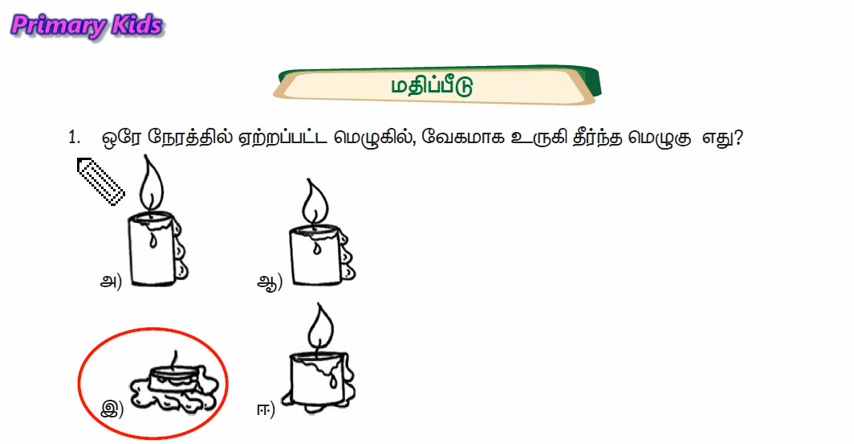 Primary Kids
மதிப்பீடு
1. ஒரே நேரத்தில் ஏற்றப்பட்ட மெழுகில், வேகமாக உருகி தீர்ந்த மெழுகு எது?
அ) ஆ)
இ) ஈ)